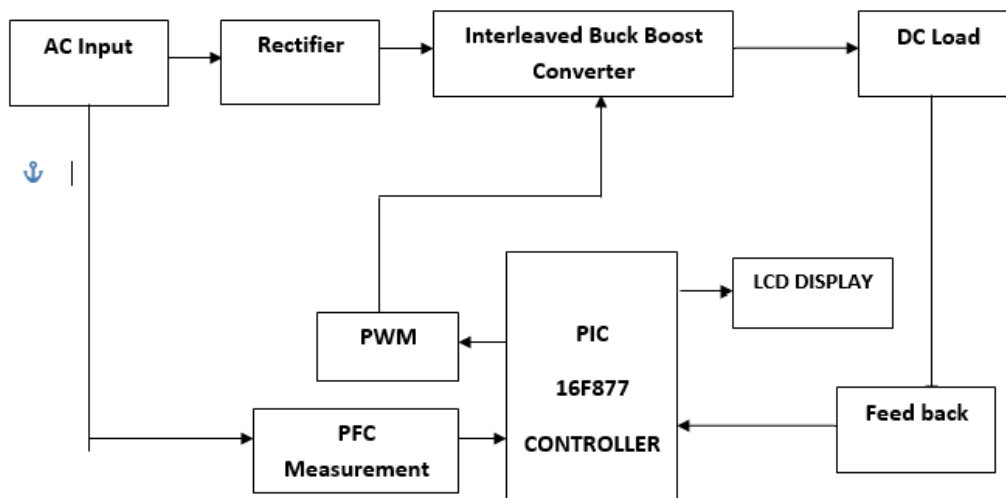 AC Input
Rectifier
Interleaved Buck Boost
Converter
DC Load
PWM
PIC
16F877
CONTROLLER
LCD DISPLAY
PFC
Measurement
Feed back